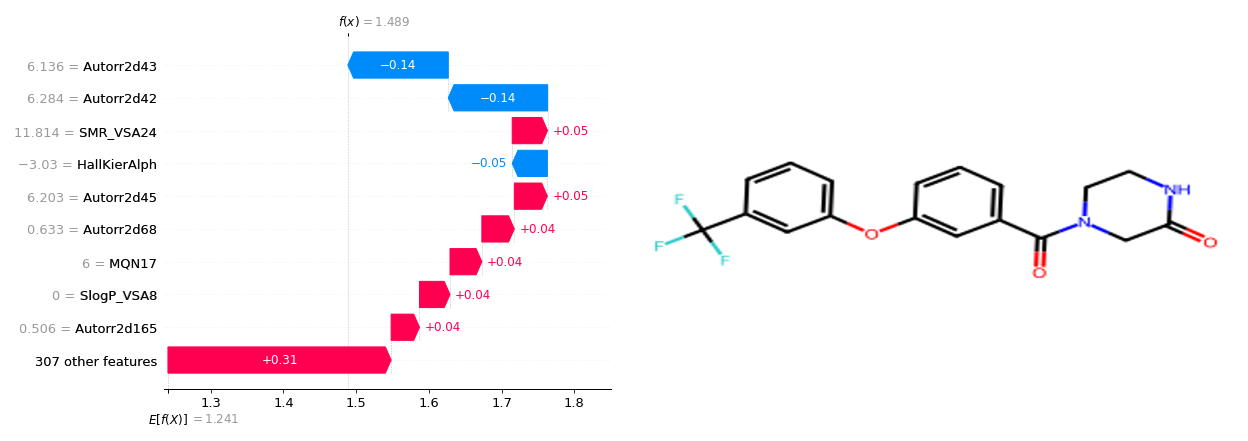 f(x) = 1.489
6.136 = Autorr2d43
−0.14
6.284 = Autorr2d42
−0.14
11.814 = SMR_VSA24
+0.05
−3.03 = HallKierAlph
−0.05
6.203 = Autorr2d45
+0.05
0.633 = Autorr2d68
+0.04
6 = MQN17
+0.04
0 = SlogP_VSA8
+0.04
0.506 = Autorr2d165
+0.04
307 other features
+0.31
1.3 1.4 1.5 1.6 1.7 1.8
E[f(X)] = 1.241
F
F
F
O
O
N
NH
O